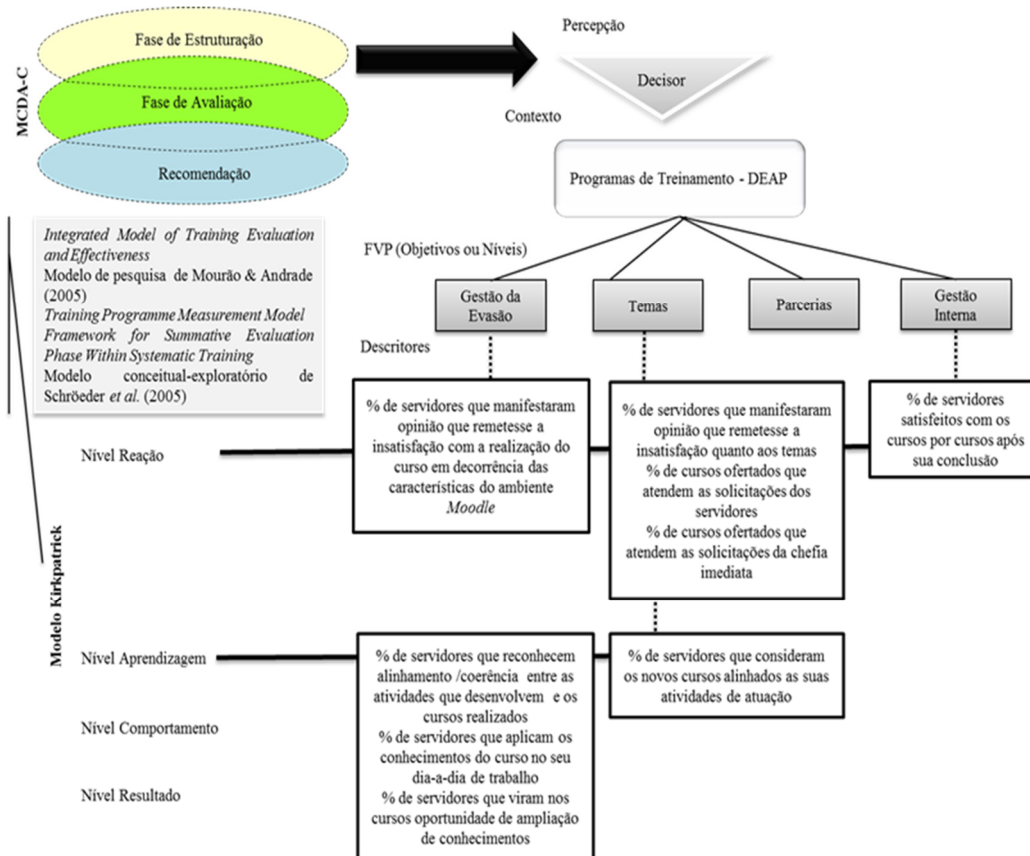 MCDA-C
Fase de Estruturação
Fase de Avaliação
Recomendação
Percepção
Decisor
Contexto
Programas de Treinamento - DEAP
Integrated Model of Training Evaluation
and Effectiveness
Modelo de pesquisa de Mourão & Andrade
(2005)
Training Programme Measurement Model
Framework for Summative Evaluation
Phase Within Systematic Training
Modelo conceitual-exploratório de
Schröeder et al. (2005)
FVP (Objetivos ou Níveis)
Gestão da
Evasão
Temas
Parcerias
Gestão
Interna
Descritores
Modelo Kirkpatrick
Nível Reação
% de servidores que manifestaram
opinião que remetesse a
insatisfação com a realização do
curso em decorrência das
características do ambiente
Moodle
% de servidores que manifestaram
opinião que remetesse a
insatisfação quanto aos temas
% de cursos ofertados que
atendem as solicitações dos
servidores
% de cursos ofertados que
atendem as solicitações da chefia
imediata
% de servidores
satisfeitos com os
cursos por cursos após
sua conclusão
Nível Aprendizagem
% de servidores que reconhecem
alinhamento /coerência entre as
atividades que desenvolvem e os
cursos realizados
% de servidores que aplicam os
conhecimentos do curso no seu
dia-a-dia de trabalho
% de servidores que viram nos
cursos oportunidade de ampliação
de conhecimentos
% de servidores que consideram
os novos cursos alinhados as suas
atividades de atuação
Nível Comportamento
Nível Resultado